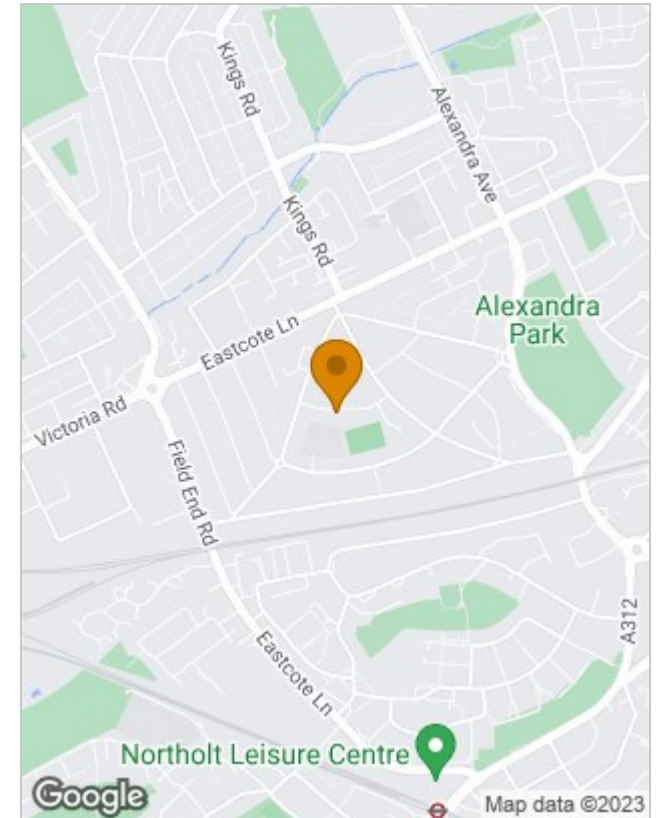 Kings Rd
Alexandra Ave
Kings Rd
Alexandra
Park
Eastcote Ln
Victoria Rd
Field End Rd
A312
Eastcote Ln
Northolt Leisure Centre
Google
Map data ©2023